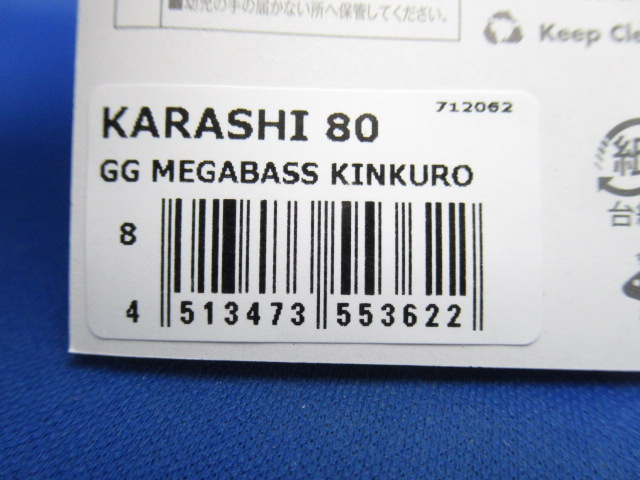 ■幼児の手の届かない所へ保管してください。
Keep Cle
712062
KARASHI 80
GG MEGABASS KINKURO
8
4 513473 553622
紙
台紙